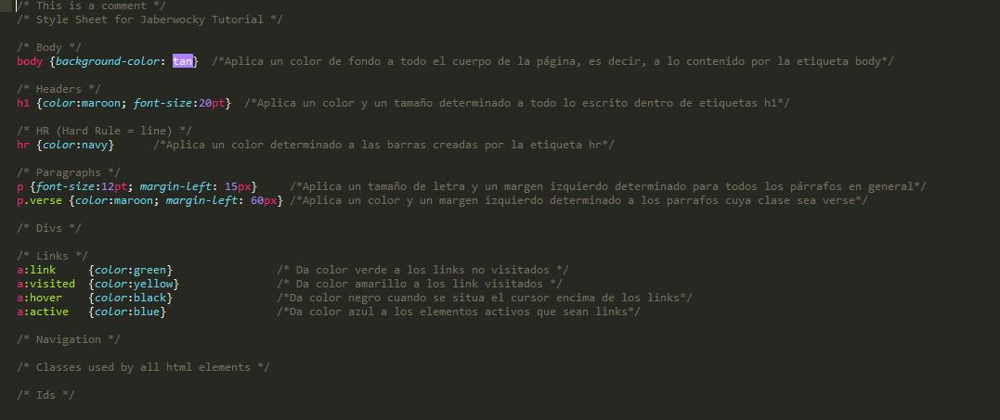 /* This is a comment */
/* Style Sheet for Jaberwocky Tutorial */
/* Body */
body {background-color: tan}  /*Aplica un color de fondo a todo el cuerpo de la página, es decir, a lo contenido por la etiqueta body*/
/* Headers */
h1 {color:maroon; font-size:20pt}  /*Aplica un color y un tamaño determinado a todo lo escrito dentro de etiquetas h1*/
/* HR (Hard Rule = line) */
hr {color:navy}      /*Aplica un color determinado a las barras creadas por la etiqueta hr*/
/* Paragraphs */
p {font-size:12pt; margin-left: 15px}     /*Aplica un tamaño de letra y un margen izquierdo determinado para todos los párrafos en general*/
p.verse {color:maroon; margin-left: 60px} /*Aplica un color y un margen izquierdo determinado a los parrafos cuya clase sea verse*/
/* Divs */
/* Links */
a:link     {color:green}                /* Da color verde a los links no visitados */
a:visited  {color:yellow}               /* Da color amarillo a los link visitados */
a:hover    {color:black}                /*Da color negro cuando se situa el cursor encima de los links*/
a:active   {color:blue}                 /*Da color azul a los elementos activos que sean links*/
/* Navigation */
/* Classes used by all html elements */
/* Ids */